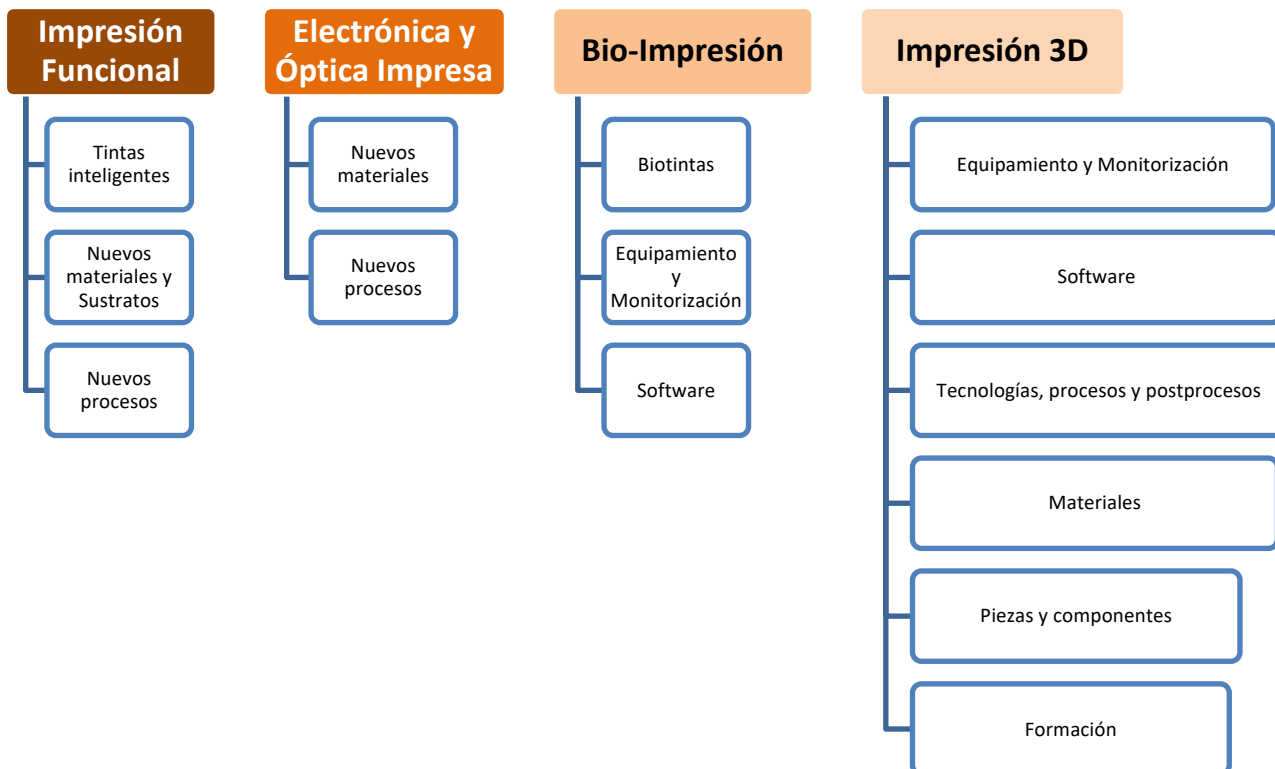 Impresión
Funcional
Tintas
inteligentes
Nuevos
materiales y
Sustratos
Nuevos
procesos
Electrónica y
Óptica Impresa
Nuevos
materiales
Nuevos
procesos
Bio-Impresión
Biotintas
Equipamiento
y
Monitorización
Software
Impresión 3D
Equipamiento y Monitorización
Software
Tecnologías, procesos y postprocesos
Materiales
Piezas y componentes
Formación